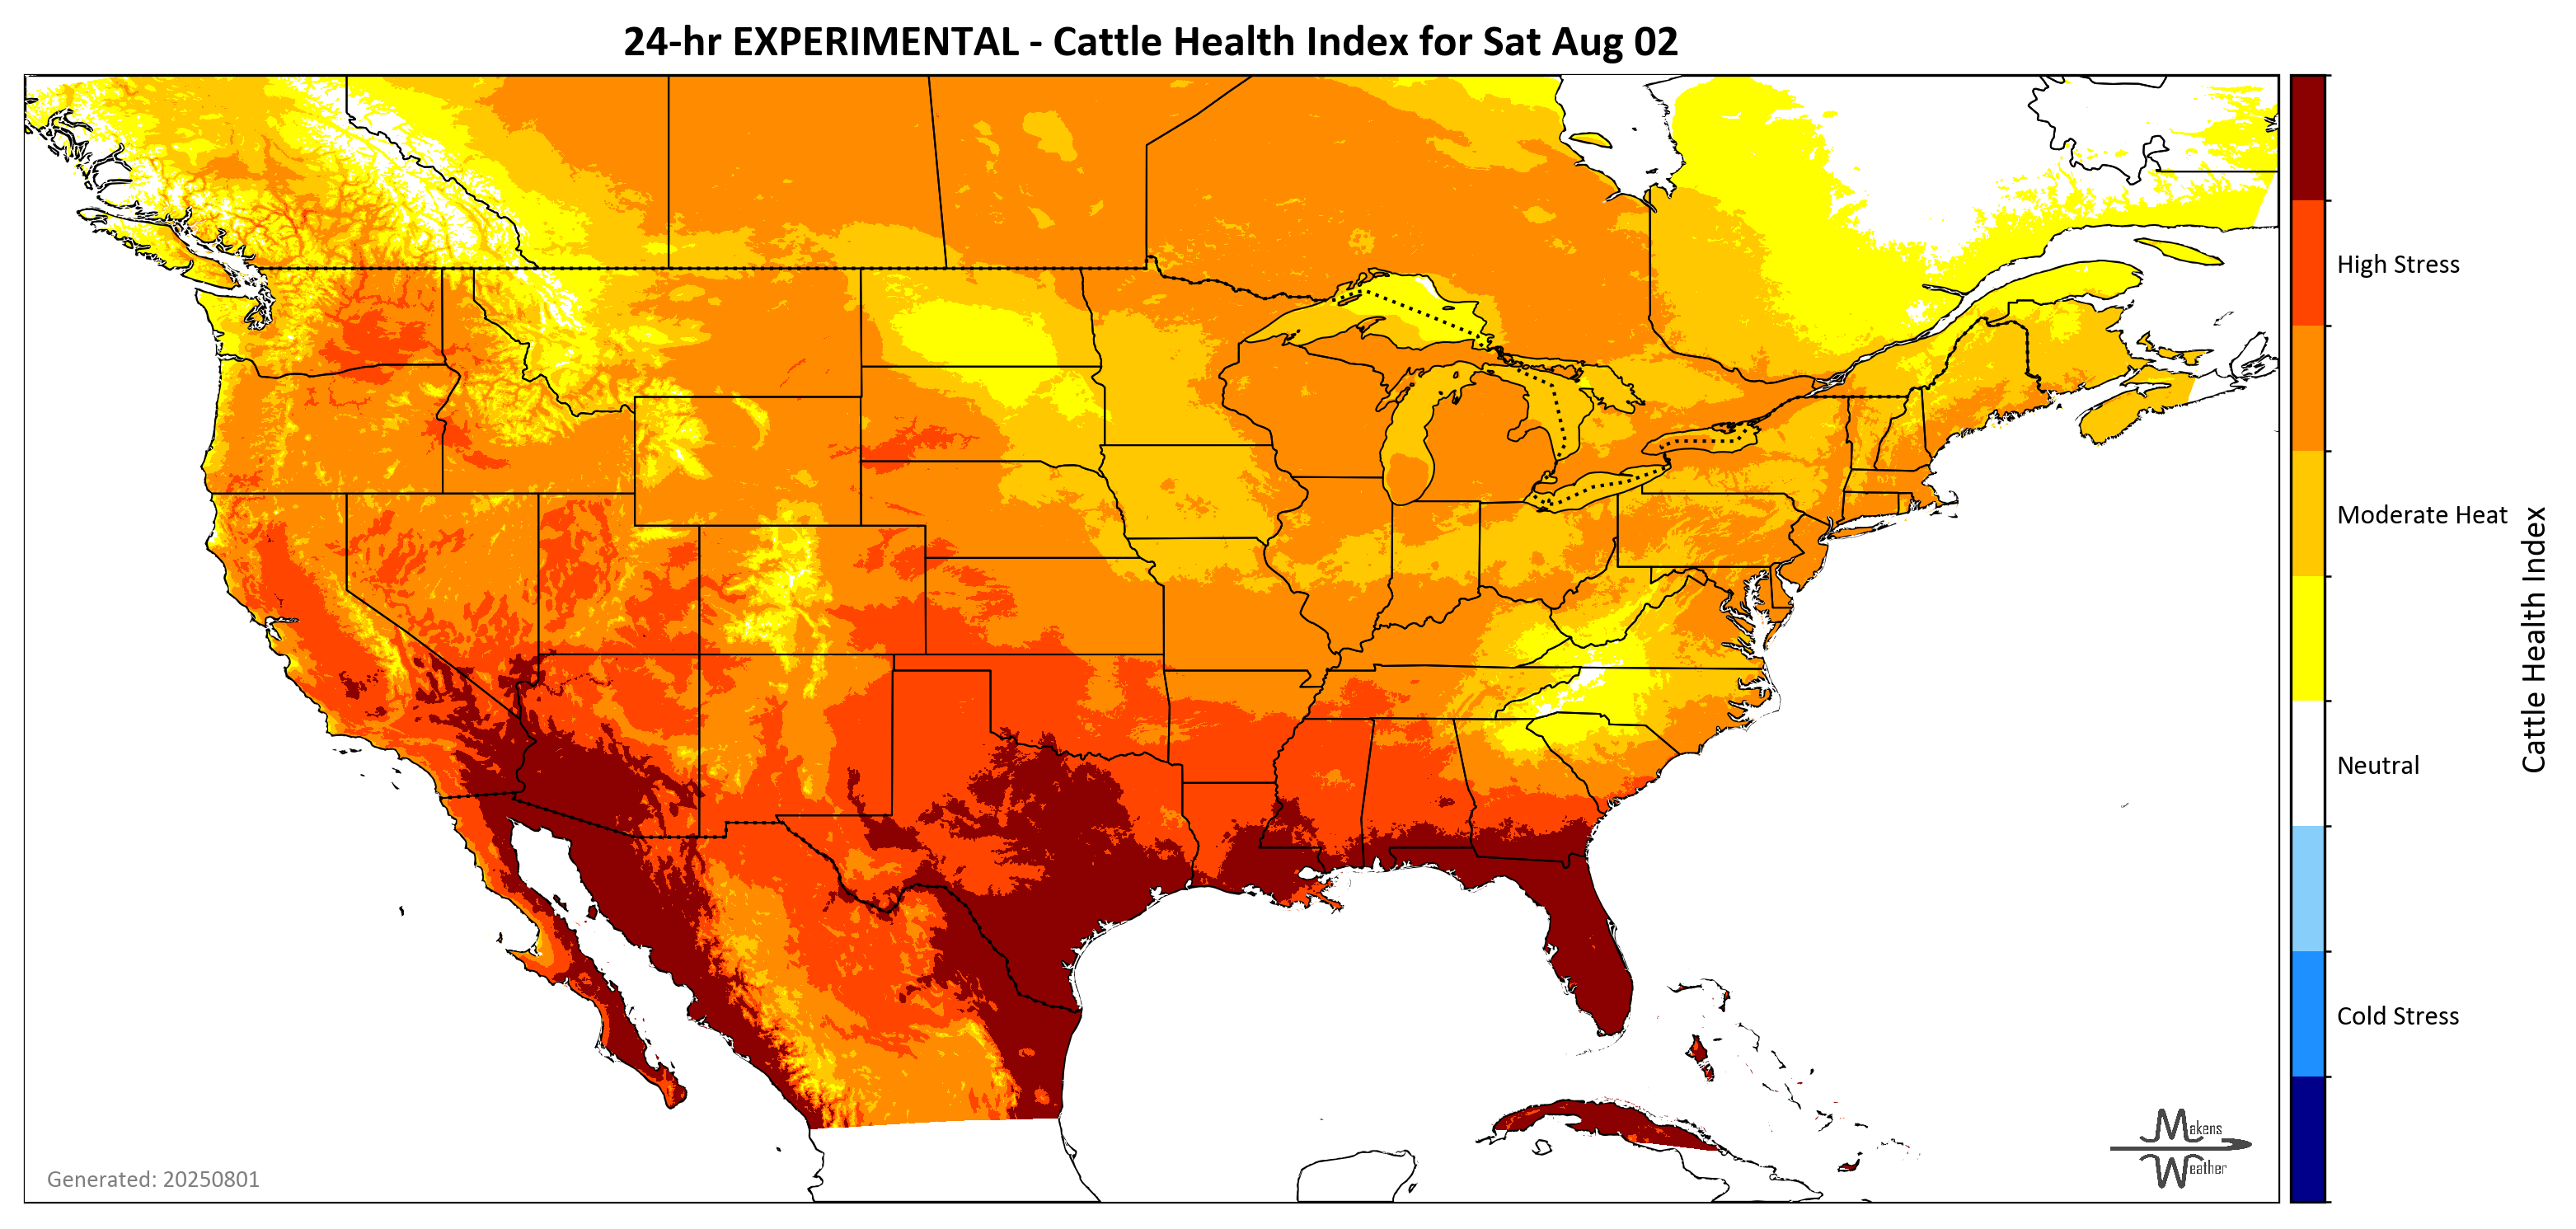 24-hr EXPERIMENTAL - Cattle Health Index for Sat Aug 02
High Stress
Moderate Heat
Neutral
Cold Stress
Cattle Health Index
Generated: 20250801
Makens
Weather